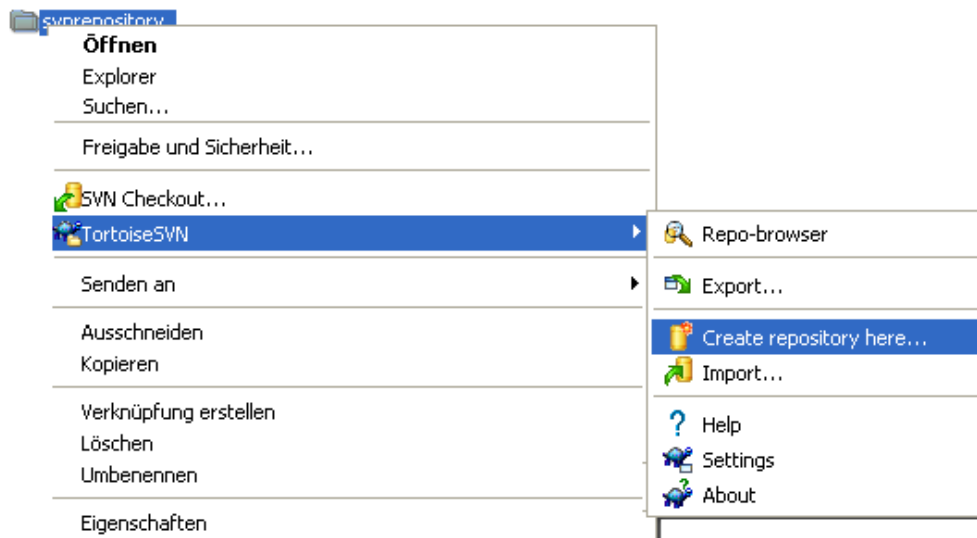 svnrepository
Öffnen
Explorer
Suchen...
Freigabe und Sicherheit...
SVN Checkout...
TortoiseSVN
Senden an
Ausschneiden
Kopieren
Verknüpfung erstellen
Löschen
Umbenennen
Eigenschaften
Repo-browser
Export...
Create repository here...
Import...
Help
Settings
About